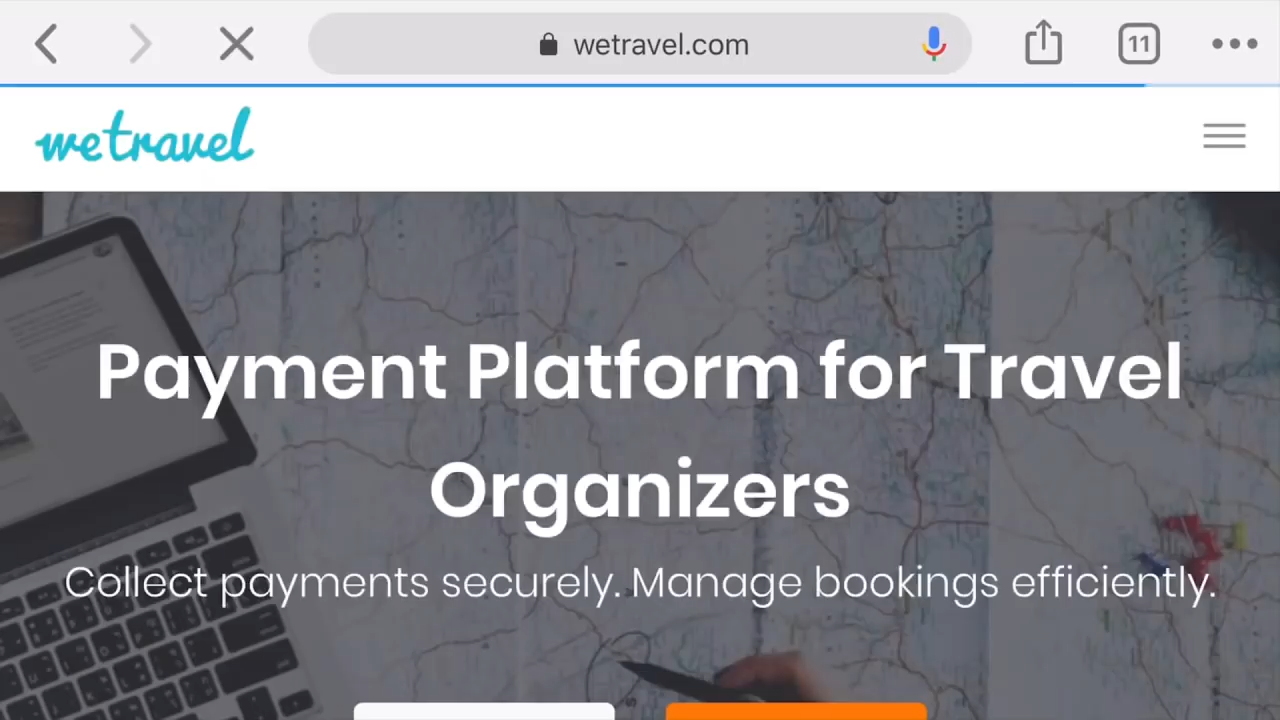 wetravel.com
11
wetravel
Payment Platform for Travel
Organizers
Collect payments securely. Manage bookings efficiently.